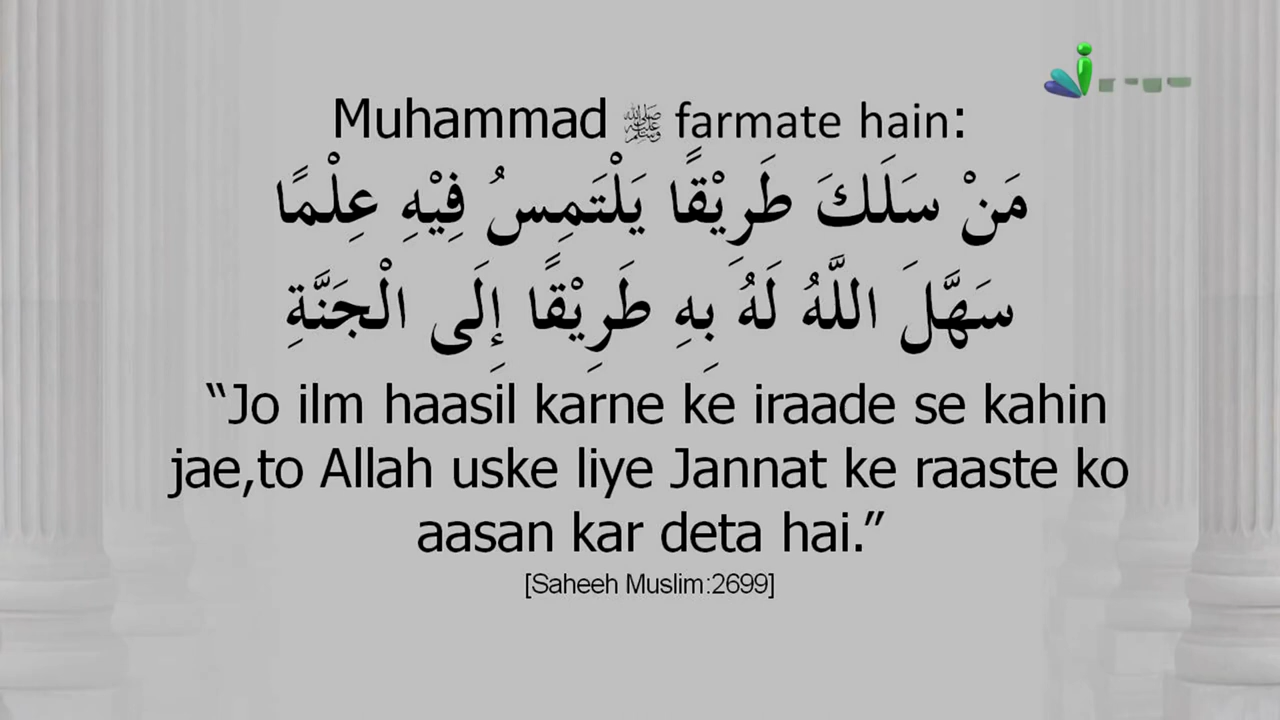 Muhammad ﷺ farmate hain:
مَنْ سَلَكَ طَرِيْقًا يَلْتَمِسُ فِيْهِ عِلْمًا
سَهَّلَ اللَّهُ لَهُ بِهِ طَرِيْقًا إِلَى الْجَنَّةِ
“Jo ilm haasil karne ke iraade se kahin
jae,to Allah uske liye Jannat ke raaste ko
aasan kar deta hai.”
[Saheeh Muslim:2699]